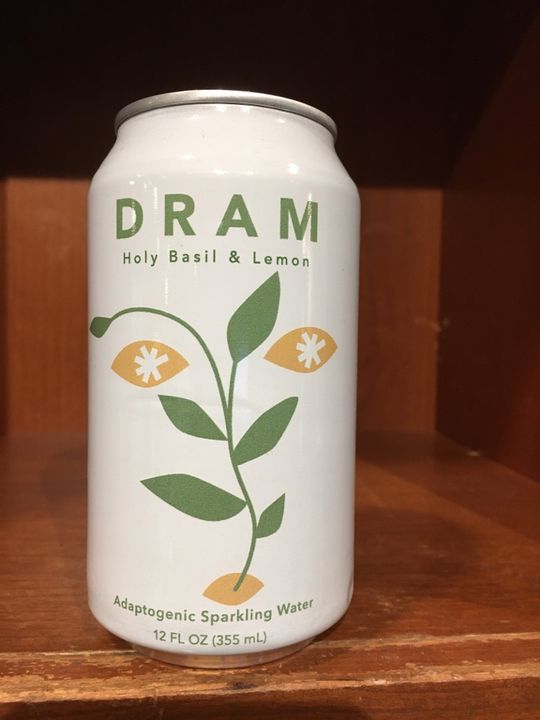 DRAM
Holy Basil & Lemon
Adaptogenic Sparkling Water
12 FL OZ (355 mL)